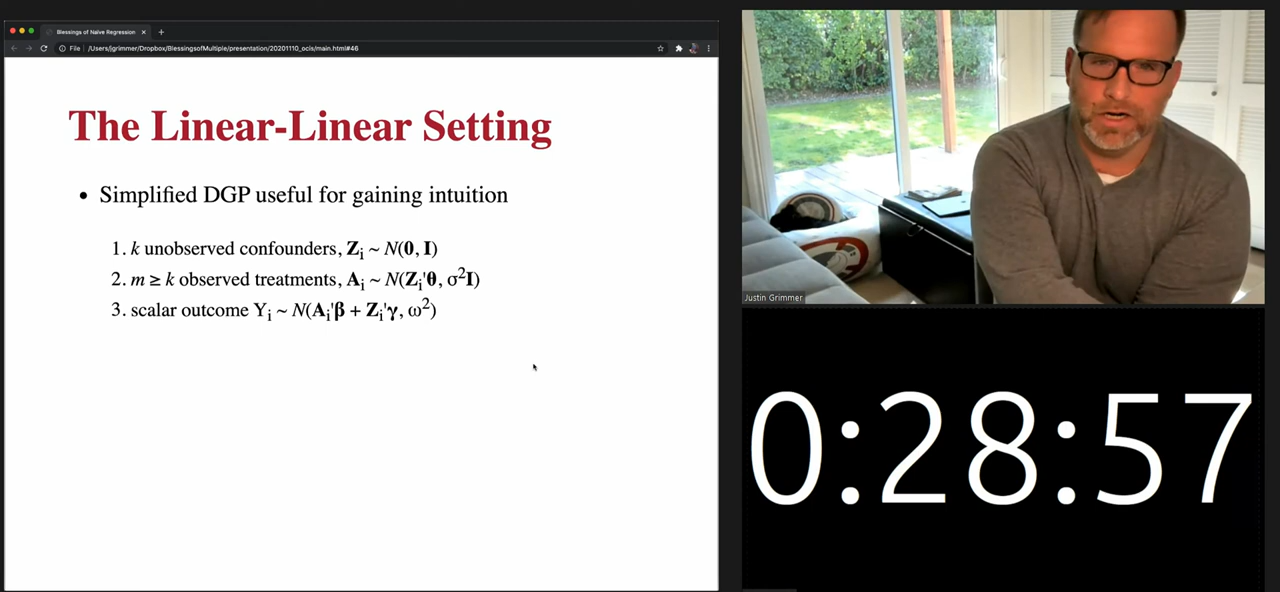 Blessings of Naïve Regression
File | /Users/jgrimmer/Dropbox/BlessingsofMultiple/presentation/20201110_ocis/main.html#46
The Linear-Linear Setting
• Simplified DGP useful for gaining intuition
1. k unobserved confounders, Zi ~ N(0, I)
2. m ≥ k observed treatments, Ai ~ N(Zi'θ, σ²I)
3. scalar outcome Yi ~ N(Ai'β + Zi'γ, ω²)
Justin Grimmer
0:28:57